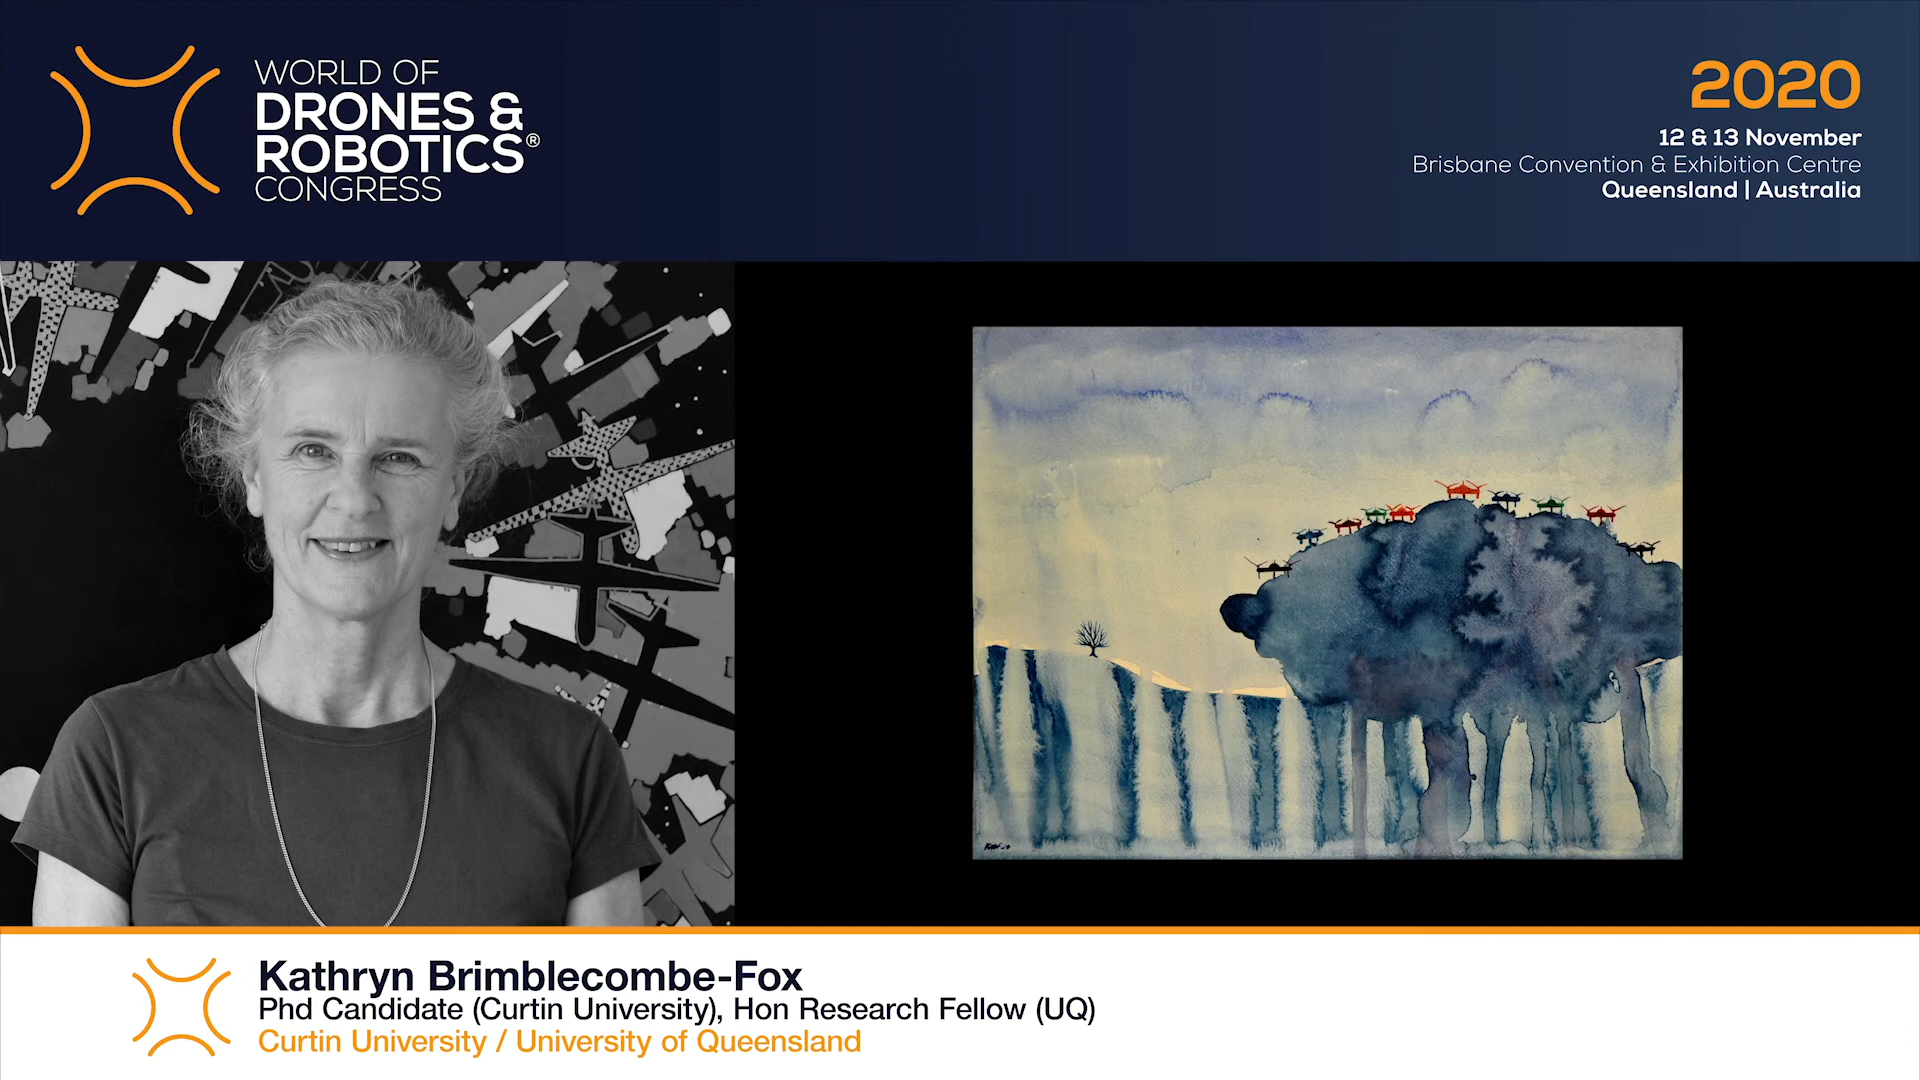 WORLD OF
DRONES &
ROBOTICS®
CONGRESS
2020
12 & 13 November
Brisbane Convention & Exhibition Centre
Queensland | Australia
Kathryn Brimblecombe-Fox
Phd Candidate (Curtin University), Hon Research Fellow (UQ)
Curtin University / University of Queensland